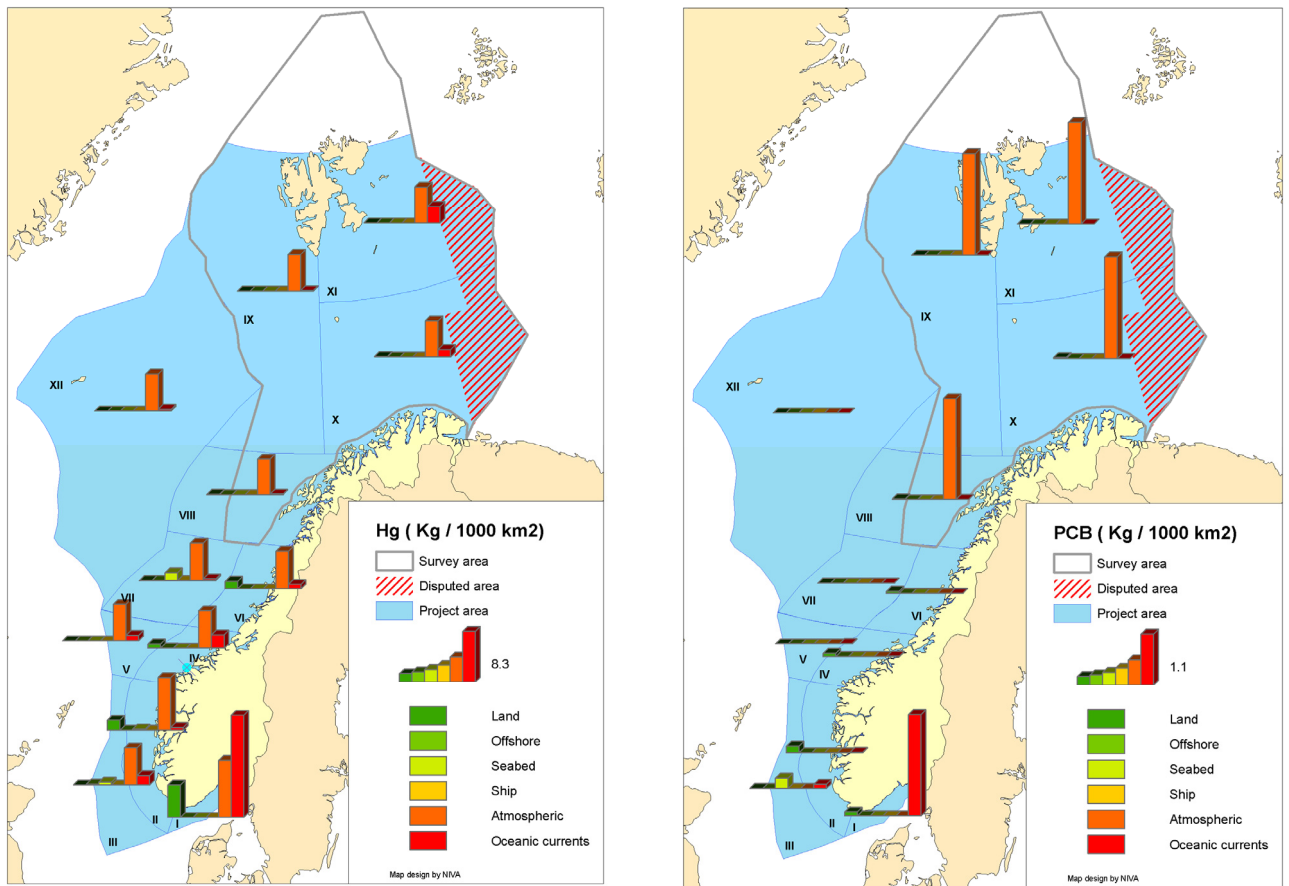 XI
IX
XII
X
VIII
VII
VI
IV
V
II
I
III
Hg ( Kg / 1000 km2)
Survey area
Disputed area
Project area
8.3
Land
Offshore
Seabed
Ship
Atmospheric
Oceanic currents
Map design by NIVA
XI
IX
XII
X
VIII
VII
VI
V
IV
II
I
III
PCB ( Kg / 1000 km2)
Survey area
Disputed area
Project area
1.1
Land
Offshore
Seabed
Ship
Atmospheric
Oceanic currents
Map design by NIVA